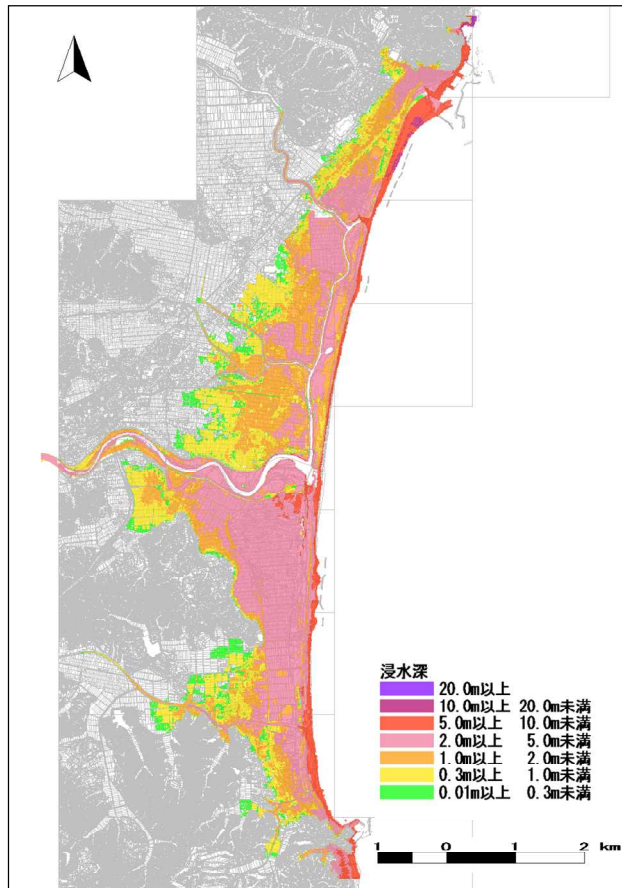 浸水深
20.0m以上
10.0m以上 20.0m未満
5.0m以上 10.0m未満
2.0m以上 5.0m未満
1.0m以上 2.0m未満
0.3m以上 1.0m未満
0.01m以上 0.3m未満
1 0 1 2 km